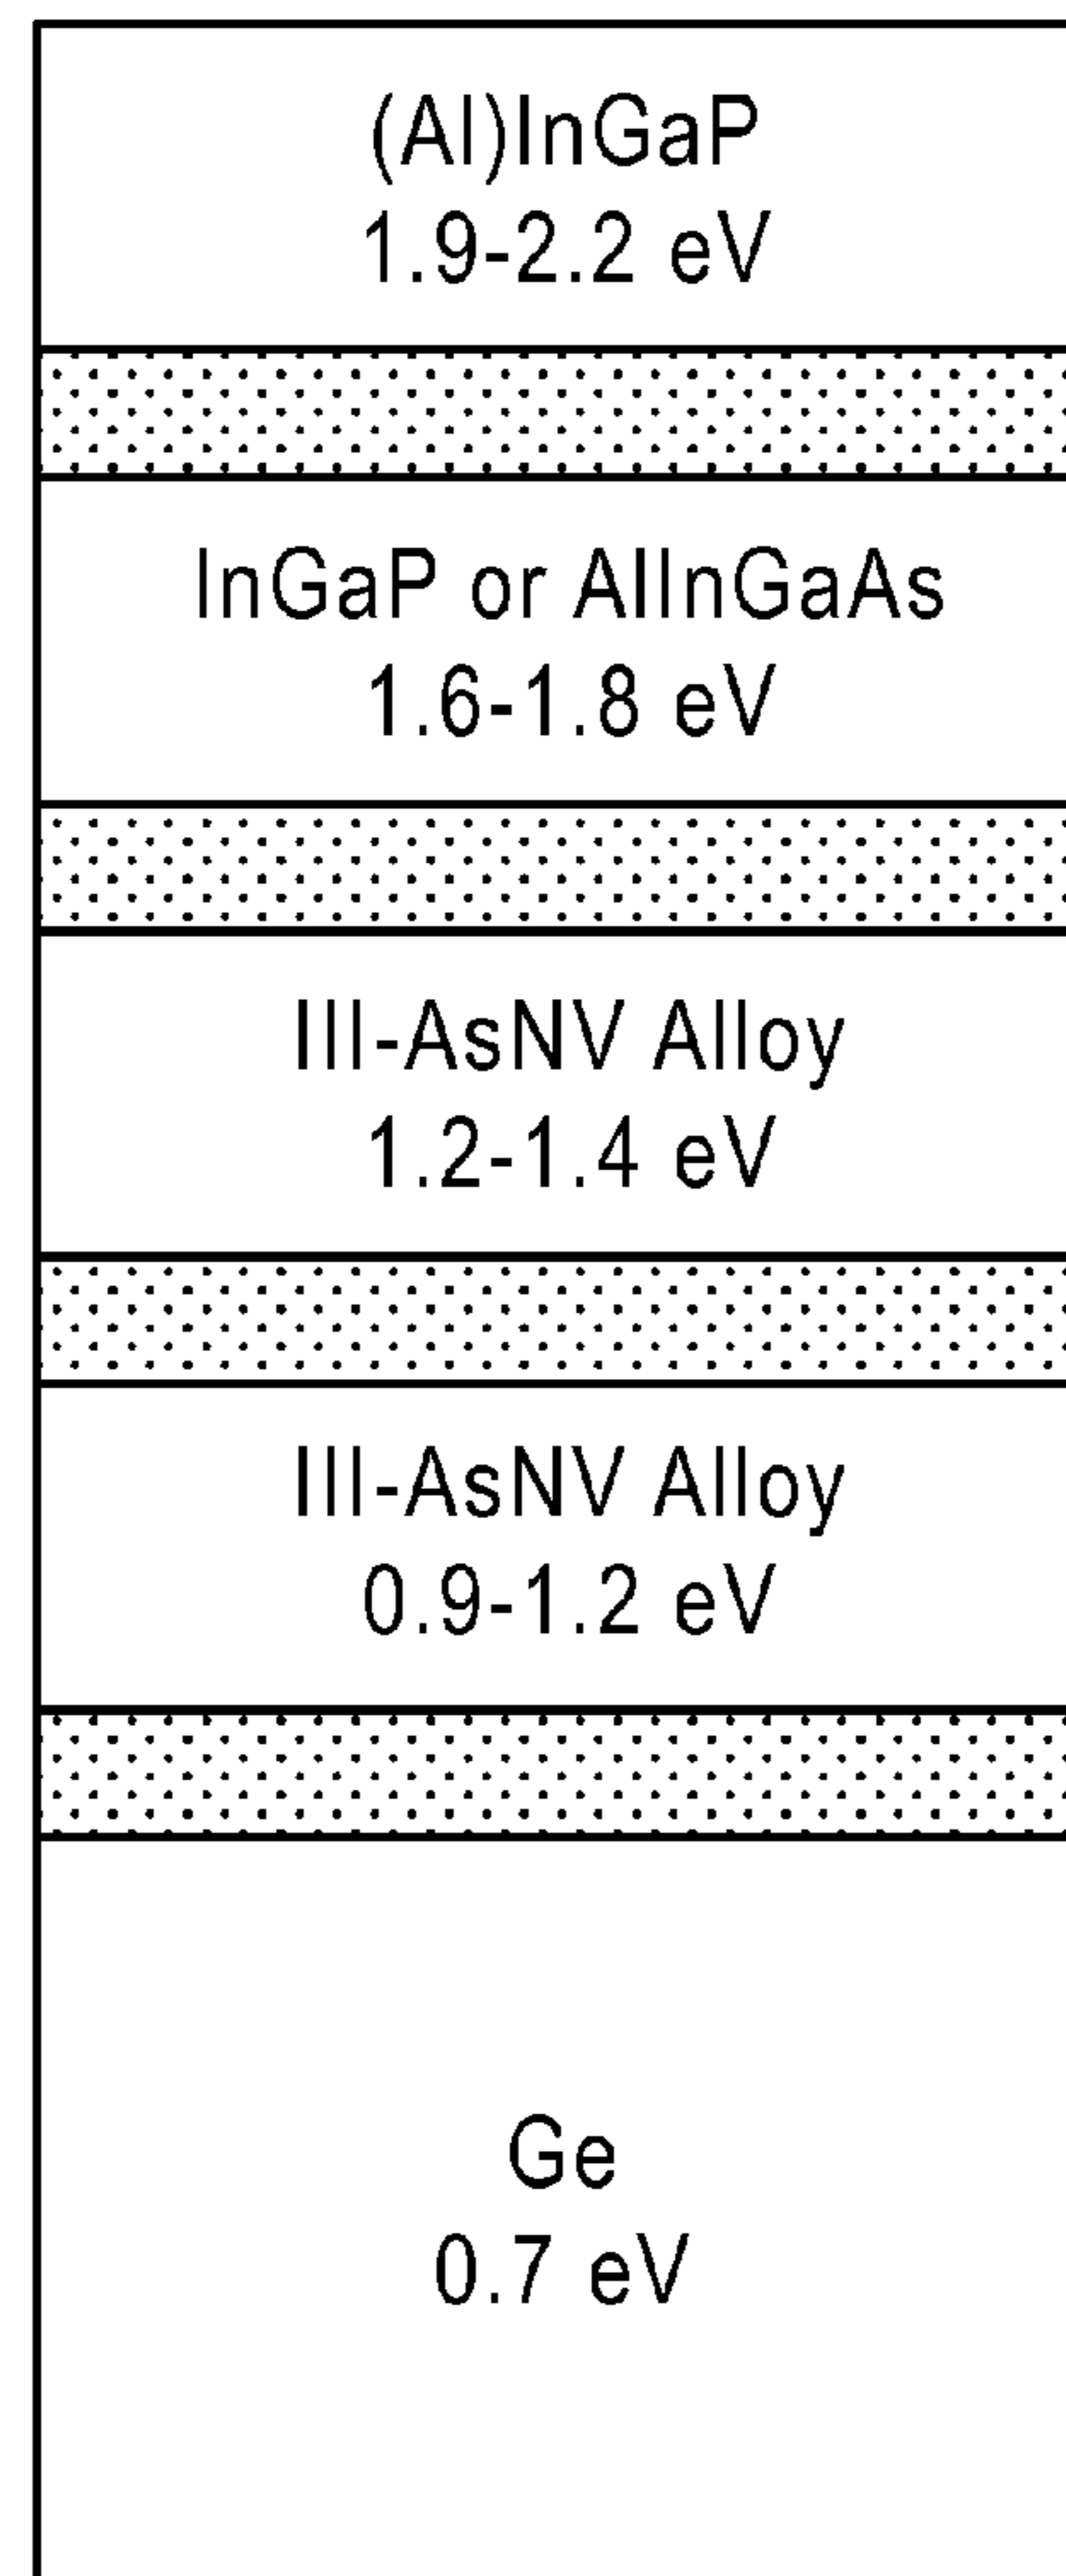 (Al)InGaP
1.9-2.2 eV
InGaP or AlInGaAs
1.6-1.8 eV
III-AsNV Alloy
1.2-1.4 eV
III-AsNV Alloy
0.9-1.2 eV
Ge
0.7 eV